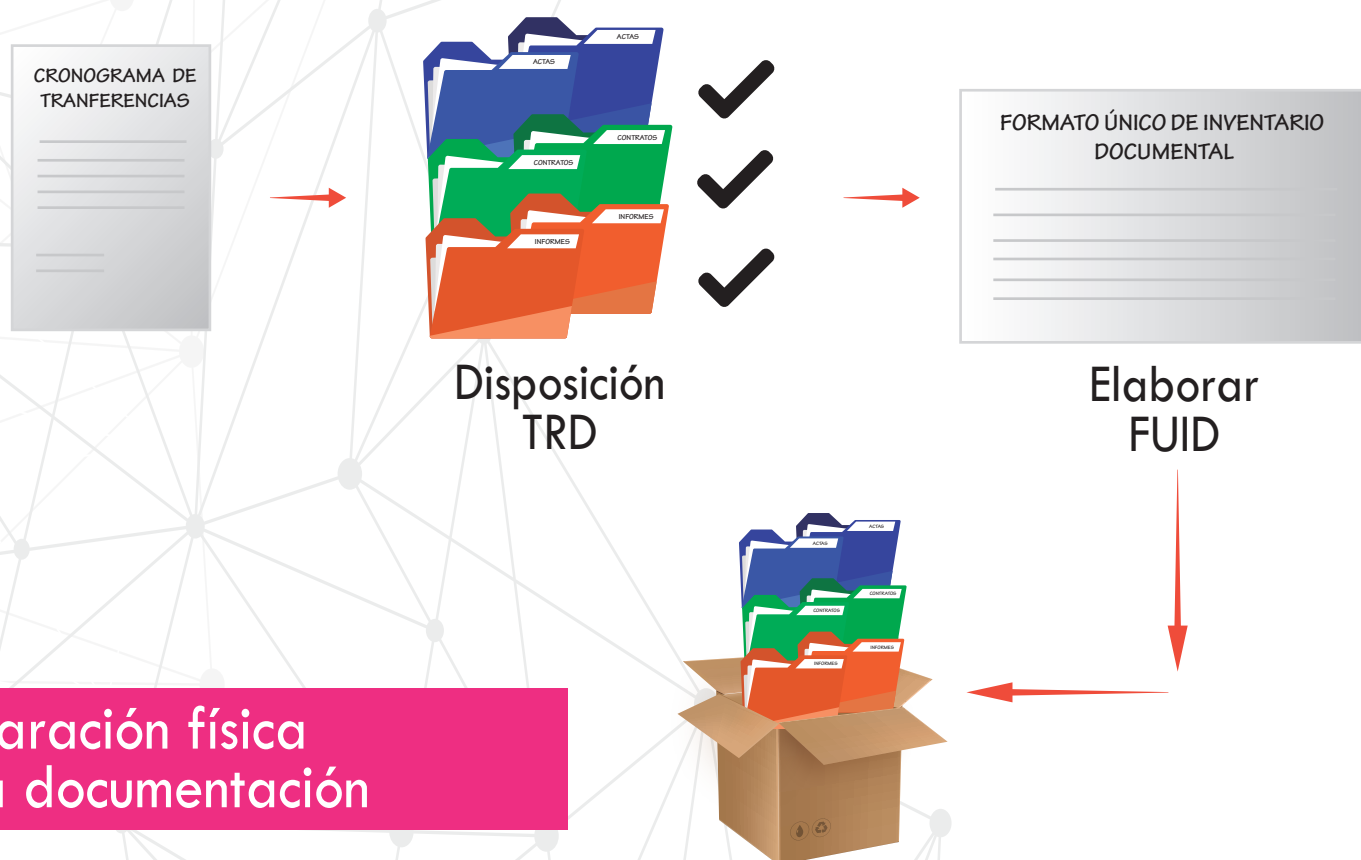 CRONOGRAMA DE
TRANFERENCIAS
ACTAS
ACTAS
CONTRATOS
CONTRATOS
INFORMES
INFORMES
Disposición
TRD
FORMATO ÚNICO DE INVENTARIO
DOCUMENTAL
Elaborar
FUID
ACTAS
ACTAS
CONTRATOS
CONTRATOS
INFORMES
INFORMES
aración física
documentación